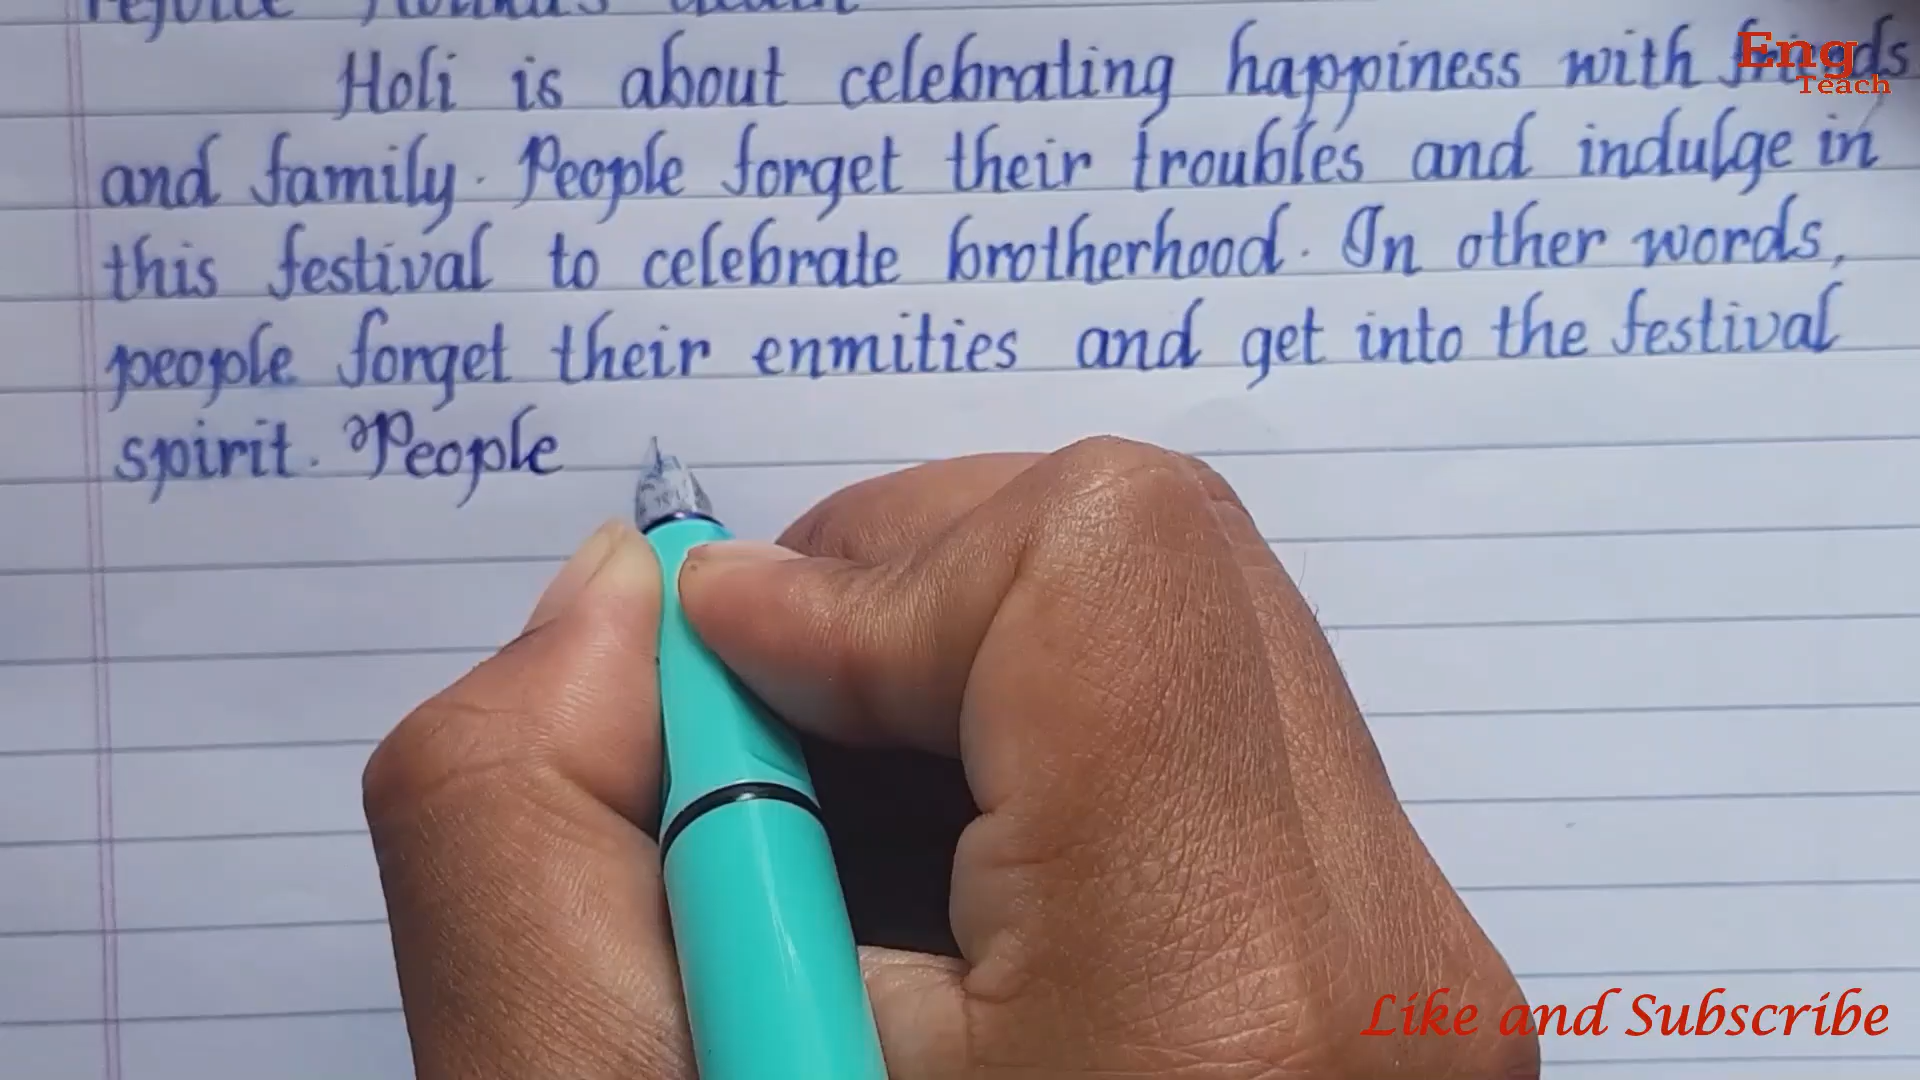 Holi is about celebrating happiness with friends
and family. People forget their troubles and indulge in
this festival to celebrate brotherhood. In other words,
people forget their enmities and get into the festival
spirit. People
Eng
Teach
Like and Subscribe